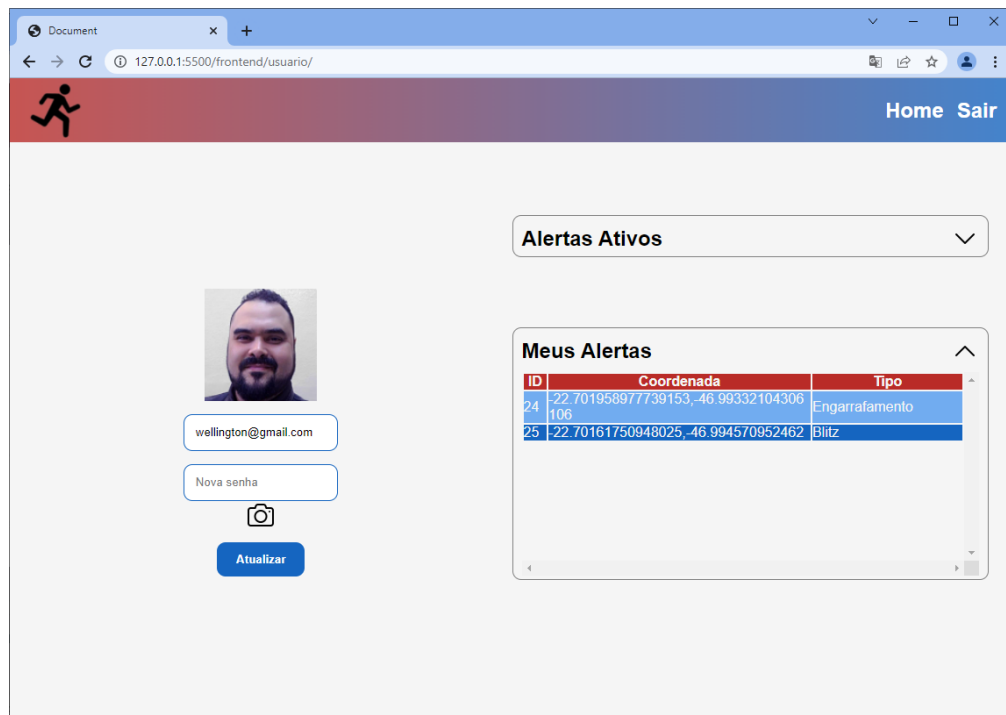 Document
127.0.0.1:5500/frontend/usuario/
Home Sair
Alertas Ativos
wellington@gmail.com
Nova senha
Atualizar
Meus Alertas
ID Coordenada Tipo
24 -22.701958977739153,-46.99332104306
106 Engarrafamento
25 -22.70161750948025,-46.994570952462 Blitz